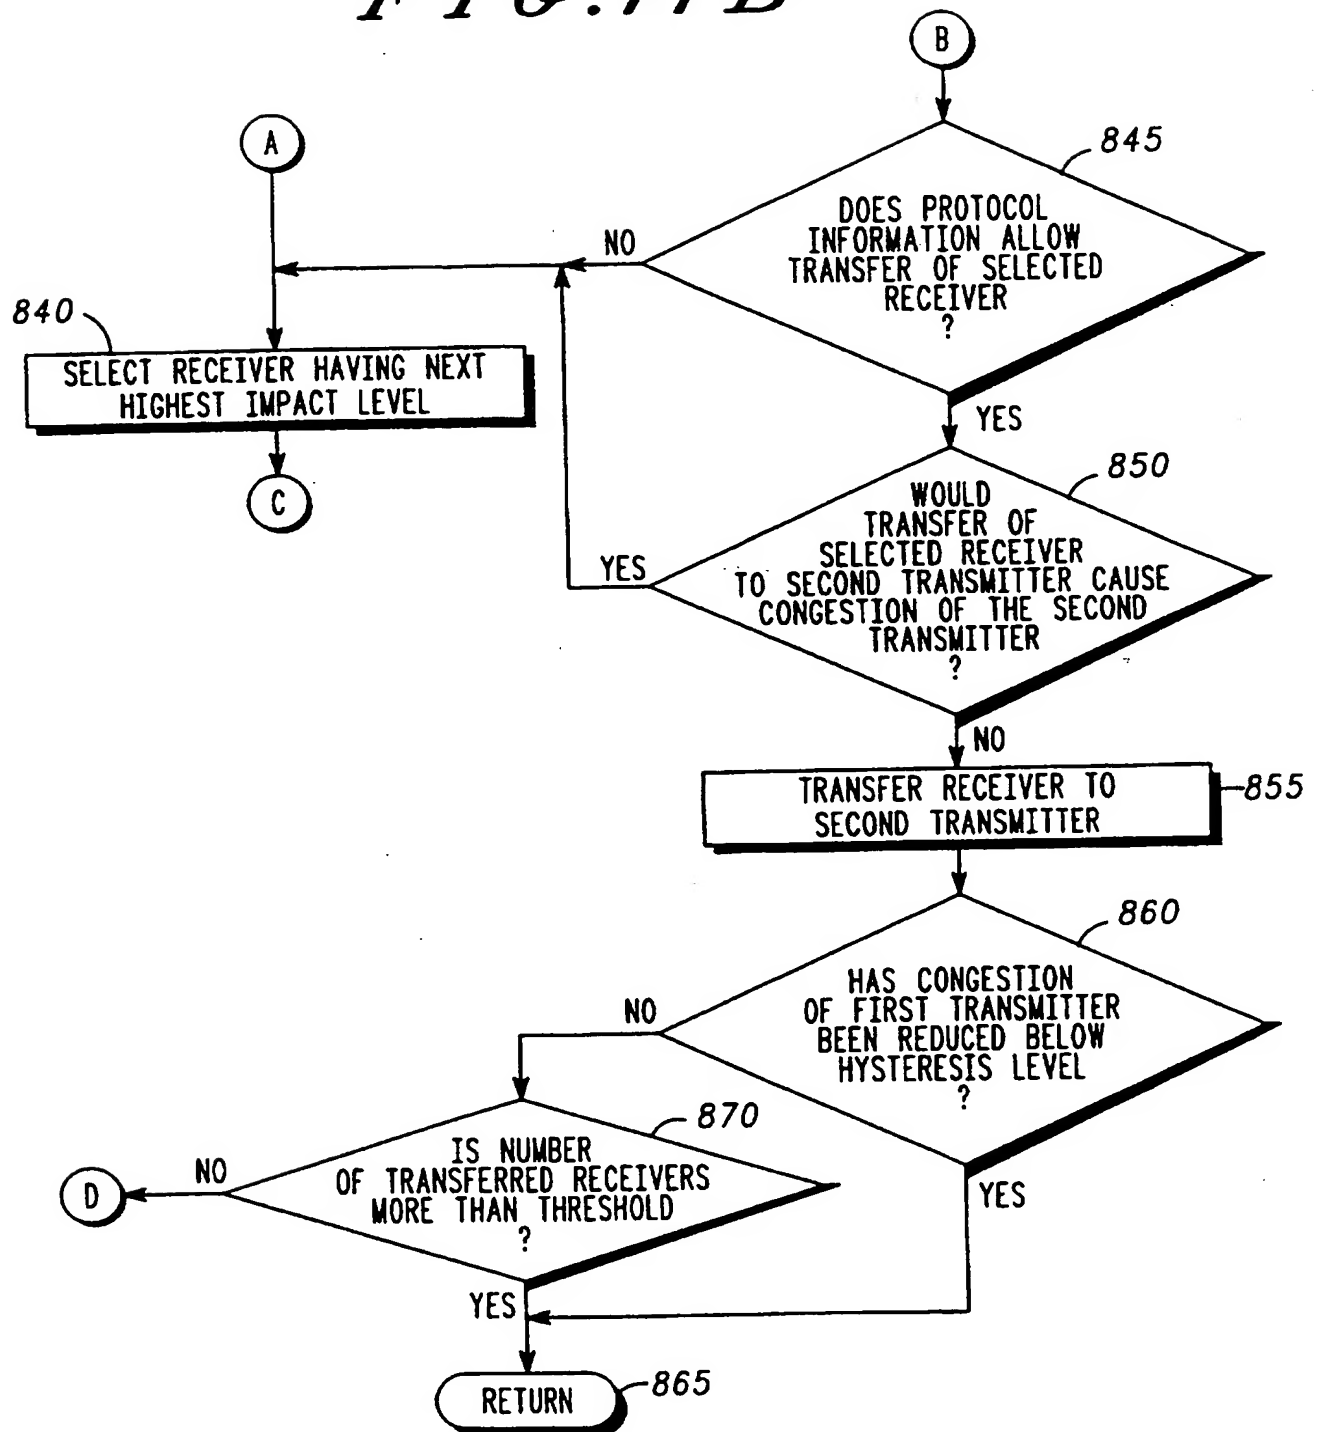 FIG. 11B
B
A
845
DOES PROTOCOL
INFORMATION ALLOW
TRANSFER OF SELECTED
RECEIVER
?
NO
840
SELECT RECEIVER HAVING NEXT
HIGHEST IMPACT LEVEL
YES
C
850
WOULD
TRANSFER OF
SELECTED RECEIVER
TO SECOND TRANSMITTER CAUSE
CONGESTION OF THE SECOND
TRANSMITTER
?
YES
NO
TRANSFER RECEIVER TO
SECOND TRANSMITTER
855
860
HAS CONGESTION
OF FIRST TRANSMITTER
BEEN REDUCED BELOW
HYSTERESIS LEVEL
?
NO
870
IS NUMBER
OF TRANSFERRED RECEIVERS
MORE THAN THRESHOLD
?
NO
D
YES
YES
RETURN
865